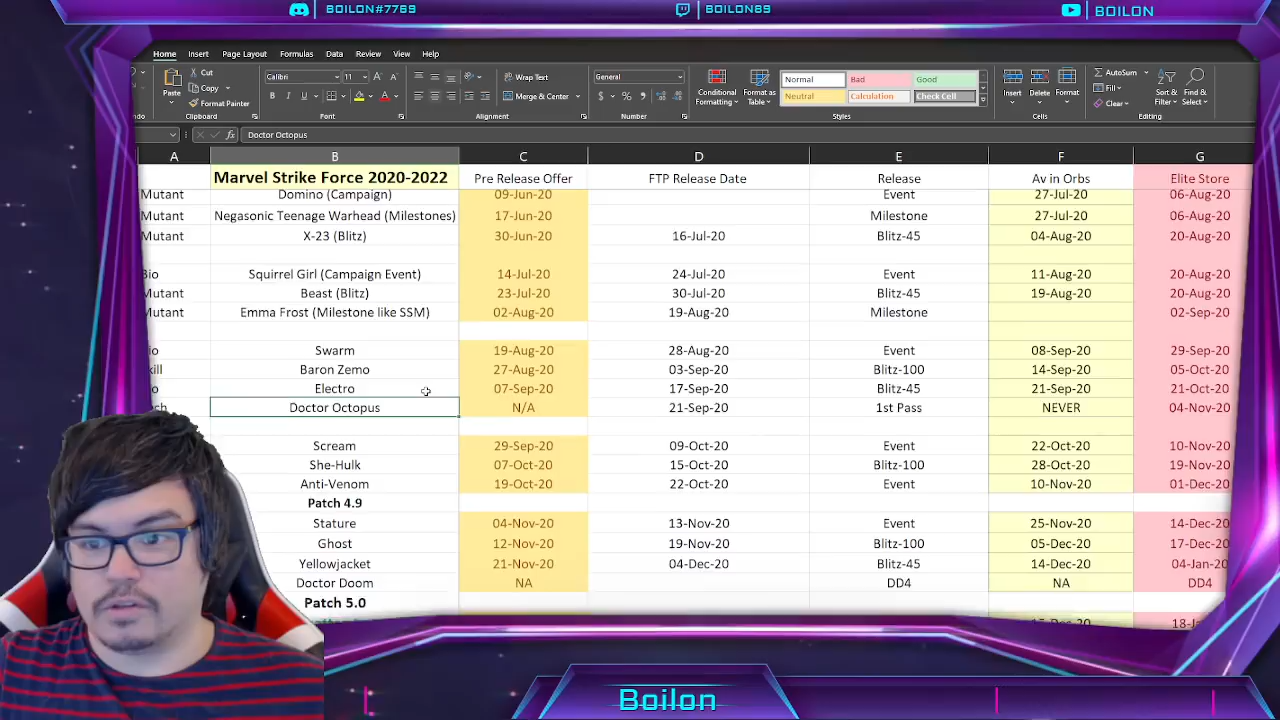 BOILON#7769 BOILON89 BOILON
Home Insert Page Layout Formulas Data Review View Help
Paste Cut Copy Format Painter Calibri 11 Wrap Text Merge & Center General Conditional Formatting Format as Table Normal Bad Good Neutral Calculation Check Cell Insert Delete Format AutoSum Fill Clear Sort & Filter Find & Select
Clipboard Font Alignment Number Styles Cells Editing
fx Doctor Octopus
A B C D E F G
Marvel Strike Force 2020-2022 Pre Release Offer FTP Release Date Release Av in Orbs Elite Store
Mutant Domino (Campaign) 09-Jun-20 Event 27-Jul-20 06-Aug-20
Mutant Negasonic Teenage Warhead (Milestones) 17-Jun-20 Milestone 27-Jul-20 06-Aug-20
Mutant X-23 (Blitz) 30-Jun-20 16-Jul-20 Blitz-45 04-Aug-20 20-Aug-20
Bio Squirrel Girl (Campaign Event) 14-Jul-20 24-Jul-20 Event 11-Aug-20 20-Aug-20
Mutant Beast (Blitz) 23-Jul-20 30-Jul-20 Blitz-45 19-Aug-20 20-Aug-20
Mutant Emma Frost (Milestone like SSM) 02-Aug-20 19-Aug-20 Milestone 02-Sep-20
Swarm 19-Aug-20 28-Aug-20 Event 08-Sep-20 29-Sep-20
Baron Zemo 27-Aug-20 03-Sep-20 Blitz-100 14-Sep-20 05-Oct-20
Electro 07-Sep-20 17-Sep-20 Blitz-45 21-Sep-20 21-Oct-20
Doctor Octopus N/A 21-Sep-20 1st Pass NEVER 04-Nov-20
Scream 29-Sep-20 09-Oct-20 Event 22-Oct-20 10-Nov-20
She-Hulk 07-Oct-20 15-Oct-20 Blitz-100 28-Oct-20 19-Nov-20
Anti-Venom 19-Oct-20 22-Oct-20 Event 10-Nov-20 01-Dec-20
Patch 4.9
Stature 04-Nov-20 13-Nov-20 Event 25-Nov-20 14-Dec-20
Ghost 12-Nov-20 19-Nov-20 Blitz-100 05-Dec-20 17-Dec-20
Yellowjacket 21-Nov-20 04-Dec-20 Blitz-45 14-Dec-20 04-Jan-20
Doctor Doom NA DD4 NA DD4
Patch 5.0
Boilon